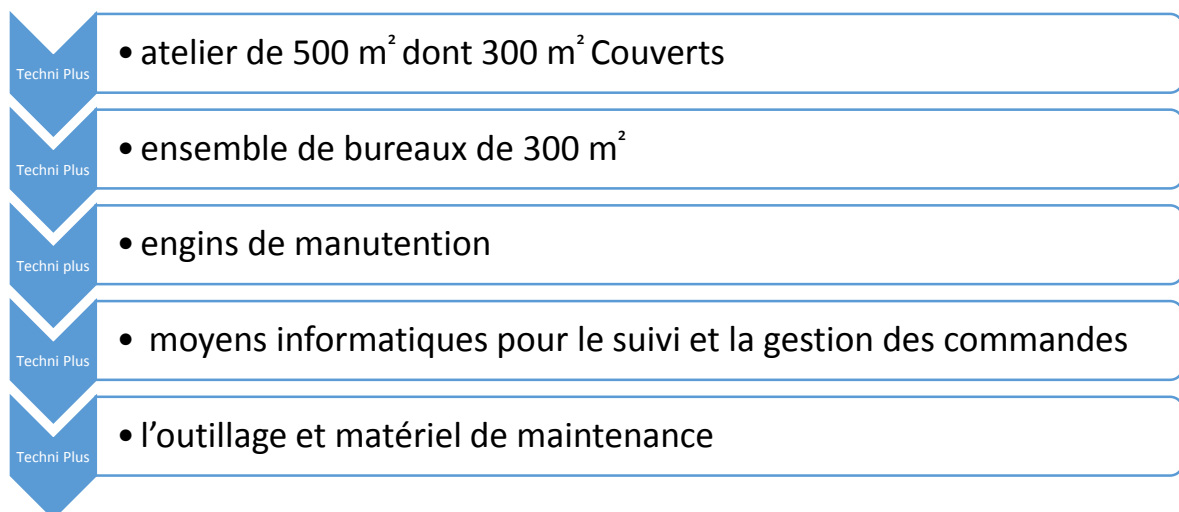 Techni Plus
• atelier de 500 m² dont 300 m² Couverts
Techni Plus
• ensemble de bureaux de 300 m²
Techni plus
• engins de manutention
Techni Plus
• moyens informatiques pour le suivi et la gestion des commandes
Techni Plus
• l’outillage et matériel de maintenance